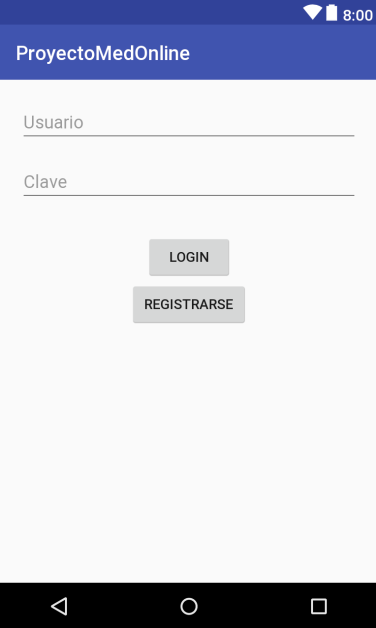 8:00
ProyectoMedOnline
Usuario
Clave
LOGIN
REGISTRARSE